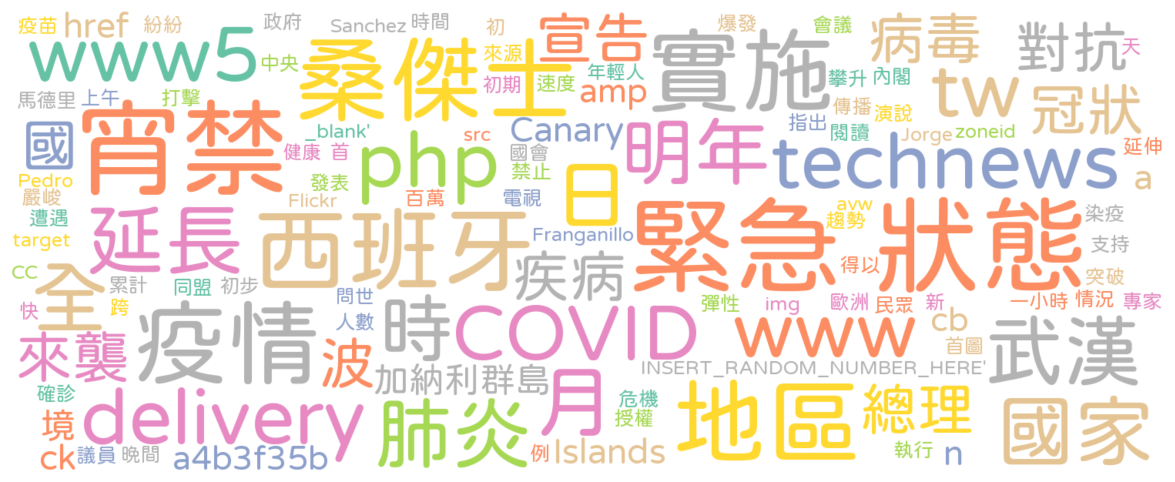 疫苗 href 紛紛 政府 Sanchez 時間 初 宣告 爆發 會議 病毒 對抗 天
www5 中央 桑傑士 來源 年輕人 實施 攀升 內閣
馬德里 上午 打擊 初期 速度 amp 傳播 演說 tw 冠狀
國 宵禁 _blank' src Canary 明年 指出 閱讀 Jorge zoneid 延伸
健康 首 php 國會 technews
Pedro 發表 禁止 日 a
嚴峻 Flickr 百萬 電視 avw
遭遇 延長 西班牙 緊急 趨勢 狀態 染疫
target Franganillo 支持
CC 全 累計 同盟 初步 疾病 得以 突破
快 跨 問世 彈性 img 歐洲 民眾 新 一小時 情況 專家
來襲 疫情 人數 時 COVID www cb 武漢
波 加納利群島 INSERT_RANDOM_NUMBER_HERE' 首圖
確診 delivery 月 危機 地區 總理 國家
境 肺炎 授權
ck 議員 晚間 a4b3f35b 例 Islands 執行 n